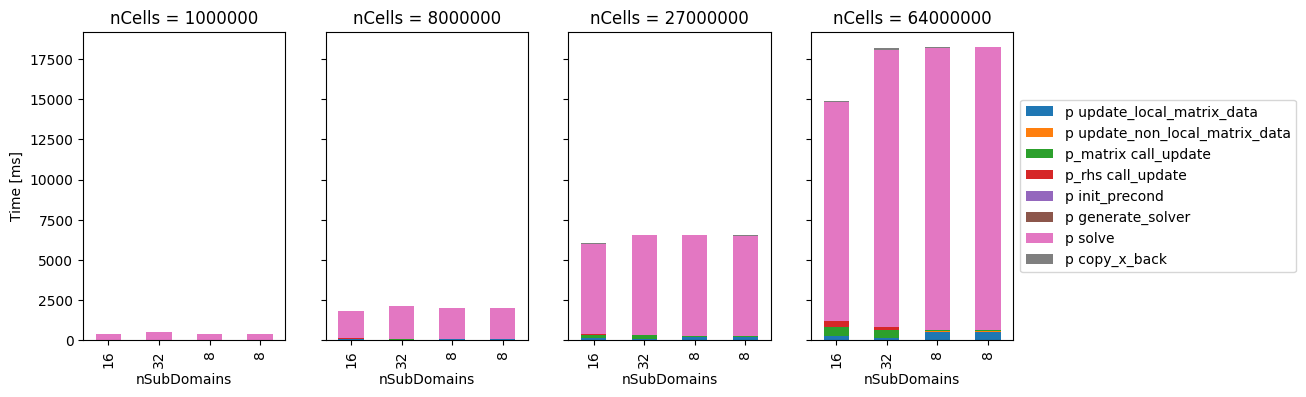 nCells = 1000000
nCells = 8000000
nCells = 27000000
nCells = 64000000
Time [ms]
17500
15000
12500
10000
7500
5000
2500
0
16
32
8
8
nSubDomains
16
32
8
8
nSubDomains
16
32
8
8
nSubDomains
16
32
8
8
nSubDomains
p update_local_matrix_data
p update_non_local_matrix_data
p_matrix call_update
p_rhs call_update
p init_precond
p generate_solver
p solve
p copy_x_back